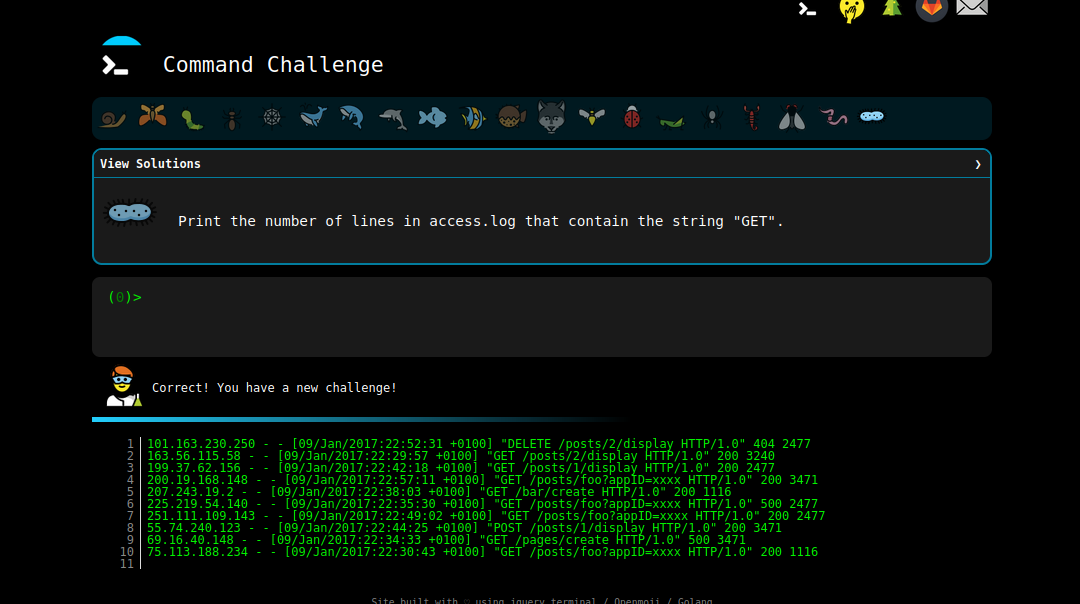 Command Challenge
View Solutions ❯
Print the number of lines in access.log that contain the string "GET".
(0)>
Correct! You have a new challenge!
1 101.163.230.250 - - [09/Jan/2017:22:52:31 +0100] "DELETE /posts/2/display HTTP/1.0" 404 2477
2 163.56.115.58 - - [09/Jan/2017:22:29:57 +0100] "GET /posts/2/display HTTP/1.0" 200 3240
3 199.37.62.156 - - [09/Jan/2017:22:42:18 +0100] "GET /posts/1/display HTTP/1.0" 200 2477
4 200.19.168.148 - - [09/Jan/2017:22:57:11 +0100] "GET /posts/foo?appID=xxxx HTTP/1.0" 200 3471
5 207.243.19.2 - - [09/Jan/2017:22:38:03 +0100] "GET /bar/create HTTP/1.0" 200 1116
6 225.219.54.140 - - [09/Jan/2017:22:35:30 +0100] "GET /posts/foo?appID=xxxx HTTP/1.0" 500 2477
7 251.111.109.143 - - [09/Jan/2017:22:49:02 +0100] "GET /posts/foo?appID=xxxx HTTP/1.0" 200 2477
8 55.74.240.123 - - [09/Jan/2017:22:44:25 +0100] "POST /posts/1/display HTTP/1.0" 200 3471
9 69.16.40.148 - - [09/Jan/2017:22:34:33 +0100] "GET /pages/create HTTP/1.0" 500 3471
10 75.113.188.234 - - [09/Jan/2017:22:30:43 +0100] "GET /posts/foo?appID=xxxx HTTP/1.0" 200 1116
11
Site built with ♡ using jquery terminal / Openmoji / Golang